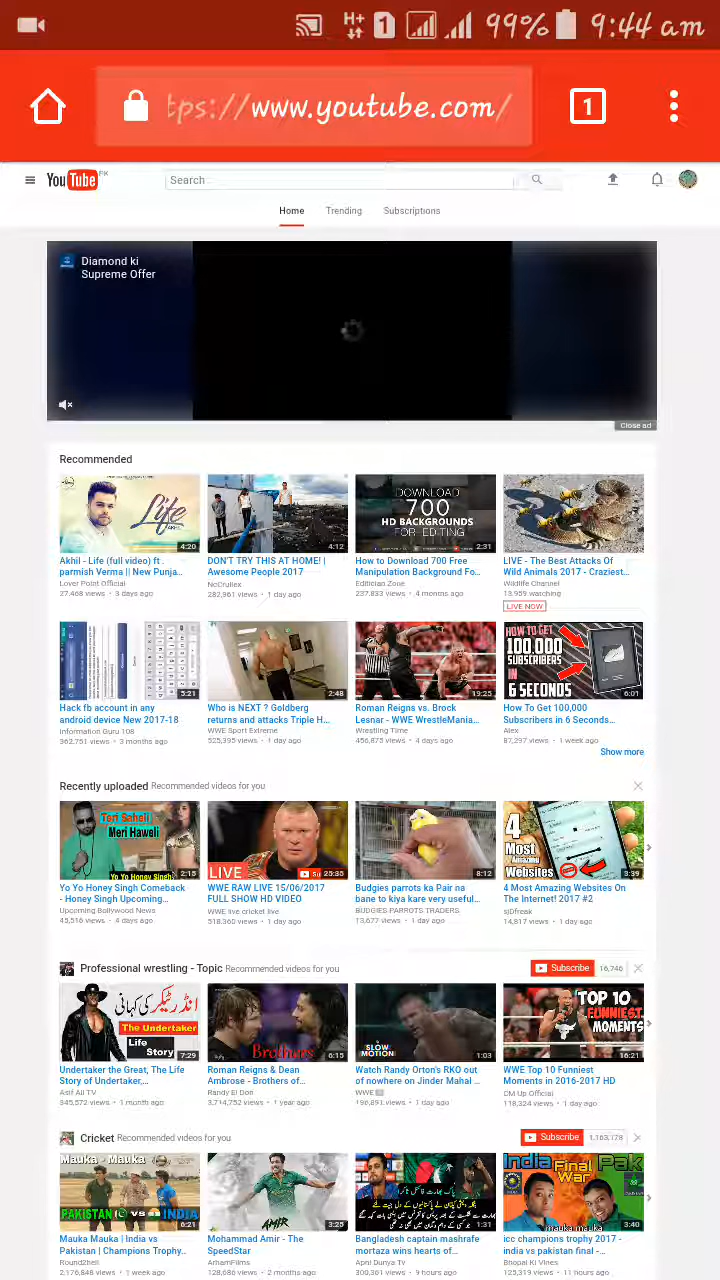 H+ 1 99% 9:44 am
tps://www.youtube.com/ 1
YouTube PK Search
Home Trending Subscriptions
Diamond ki
Supreme Offer
Close ad
Recommended
Life
AKHIL
4:20
4:12
DOWNLOAD
700
HD BACKGROUNDS
FOR EDITING
2:31
Akhil - Life (full video) ft .
parmish Verma || New Punja...
Lover Point Official
27,468 views • 3 days ago
DON'T TRY THIS AT HOME! |
Awesome People 2017
NcCrullex
282,961 views • 1 day ago
How to Download 700 Free
Manipulation Background Fo...
Editician Zone
237,833 views • 4 months ago
LIVE - The Best Attacks Of
Wild Animals 2017 - Craziest...
Wildlife Channel
13,959 watching
LIVE NOW
5:21
2:48
19:25
HOW TO GET
100,000
SUBSCRIBERS
IN
6 SECONDS
6:01
Hack fb account in any
android device New 2017-18
Information Guru 108
362,751 views • 3 months ago
Who is NEXT ? Goldberg
returns and attacks Triple H...
WWE Sport Extreme
525,395 views • 1 day ago
Roman Reigns vs. Brock
Lesnar - WWE WrestleMania...
Wrestling Time
456,875 views • 4 days ago
How To Get 100,000
Subscribers in 6 Seconds...
Alex
87,297 views • 1 week ago
Show more
Recently uploaded Recommended videos for you
Teri Saheli
Meri Haweli
Yo Yo Honey Singh
2:15
LIVE
25:35
8:12
4
Most
Amazing
Websites
3:39
Yo Yo Honey Singh Comeback
- Honey Singh Upcoming...
Upcoming Bollywood News
45,516 views • 4 days ago
WWE RAW LIVE 15/06/2017
FULL SHOW HD VIDEO
WWE live cricket live
518,360 views • 1 day ago
Budgies parrots ka Pair na
bane to kiya kare very useful...
BUDGIES PARROTS TRADERS
13,677 views • 1 day ago
4 Most Amazing Websites On
The Internet! 2017 #2
sjDfreak
14,817 views • 1 day ago
Professional wrestling - Topic Recommended videos for you Subscribe 16,746
انڈرٹیکر کی کہانی
The Undertaker
Life
Story
7:29
Brothers
6:15
SLOW
MOTION
1:03
TOP 10
FUNNIEST
MOMENTS
16:21
Undertaker the Great, The Life
Story of Undertaker,...
Asif Ali TV
345,572 views • 1 month ago
Roman Reigns & Dean
Ambrose - Brothers of...
Randy El Don
3,714,752 views • 1 year ago
Watch Randy Orton's RKO out
of nowhere on Jinder Mahal ...
WWE
196,891 views • 1 day ago
WWE Top 10 Funniest
Moments in 2016-2017 HD
DM Up Official
118,324 views • 1 day ago
Cricket Recommended videos for you Subscribe 1,163,178
Mauka - Mauka
PAKISTAN vs INDIA
6:21
AMIR
3:25
1:31
India Final Pak
War
mauka mauka
3:40
Mauka Mauka | India vs
Pakistan | Champions Trophy...
Round2hell
2,176,848 views • 1 week ago
Mohammad Amir - The
SpeedStar
ArhamFilms
128,686 views • 2 months ago
Bangladesh captain mashrafe
mortaza wins hearts of...
Apni Dunya Tv
300,361 views • 9 hours ago
icc champions trophy 2017 -
india vs pakistan final -...
Bhopal Ki Vines
125,319 views • 11 hours ago